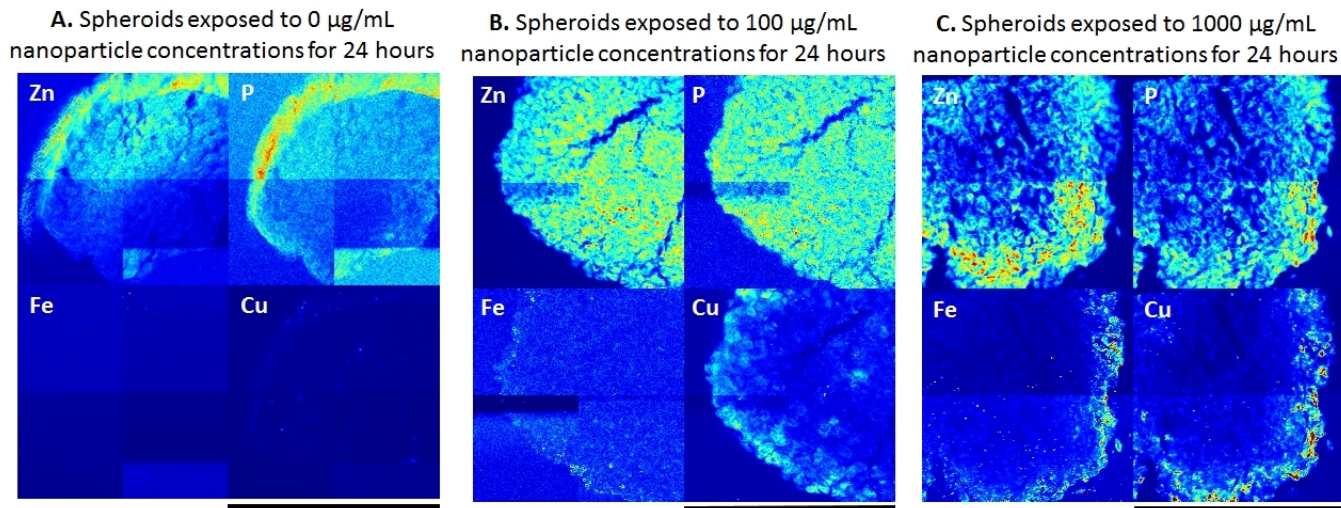 A. Spheroids exposed to 0 µg/mL
nanoparticle concentrations for 24 hours
Zn
P
Fe
Cu
B. Spheroids exposed to 100 µg/mL
nanoparticle concentrations for 24 hours
Zn
P
Fe
Cu
C. Spheroids exposed to 1000 µg/mL
nanoparticle concentrations for 24 hours
Zn
P
Fe
Cu